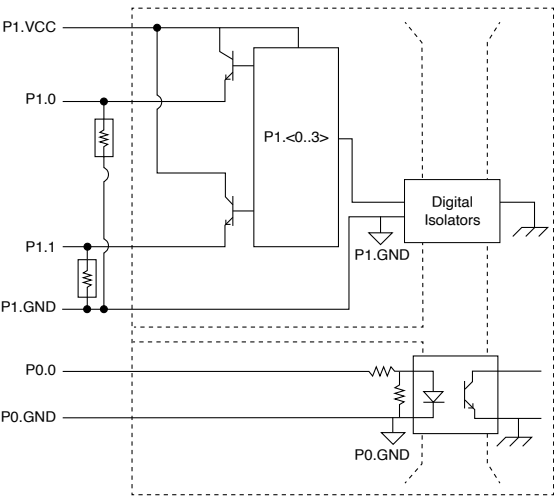 P1.VCC
P1.0
P1.<0..3>
Digital
Isolators
P1.1
P1.GND
P1.GND
P0.0
P0.GND
P0.GND